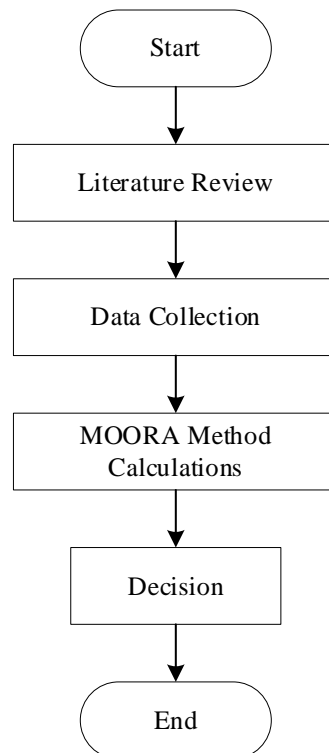 Start
Literature Review
Data Collection
MOORA Method
Calculations
Decision
End